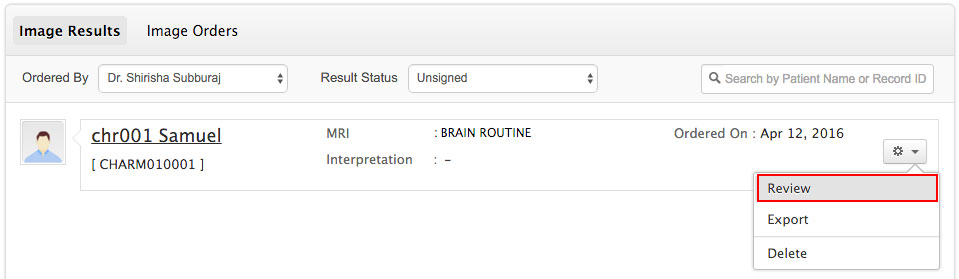 Image Results Image Orders
Ordered By Dr. Shirisha Subburaj Result Status Unsigned Search by Patient Name or Record ID
chr001 Samuel MRI : BRAIN ROUTINE Ordered On : Apr 12, 2016
[ CHARM010001 ] Interpretation : –
Review
Export
Delete